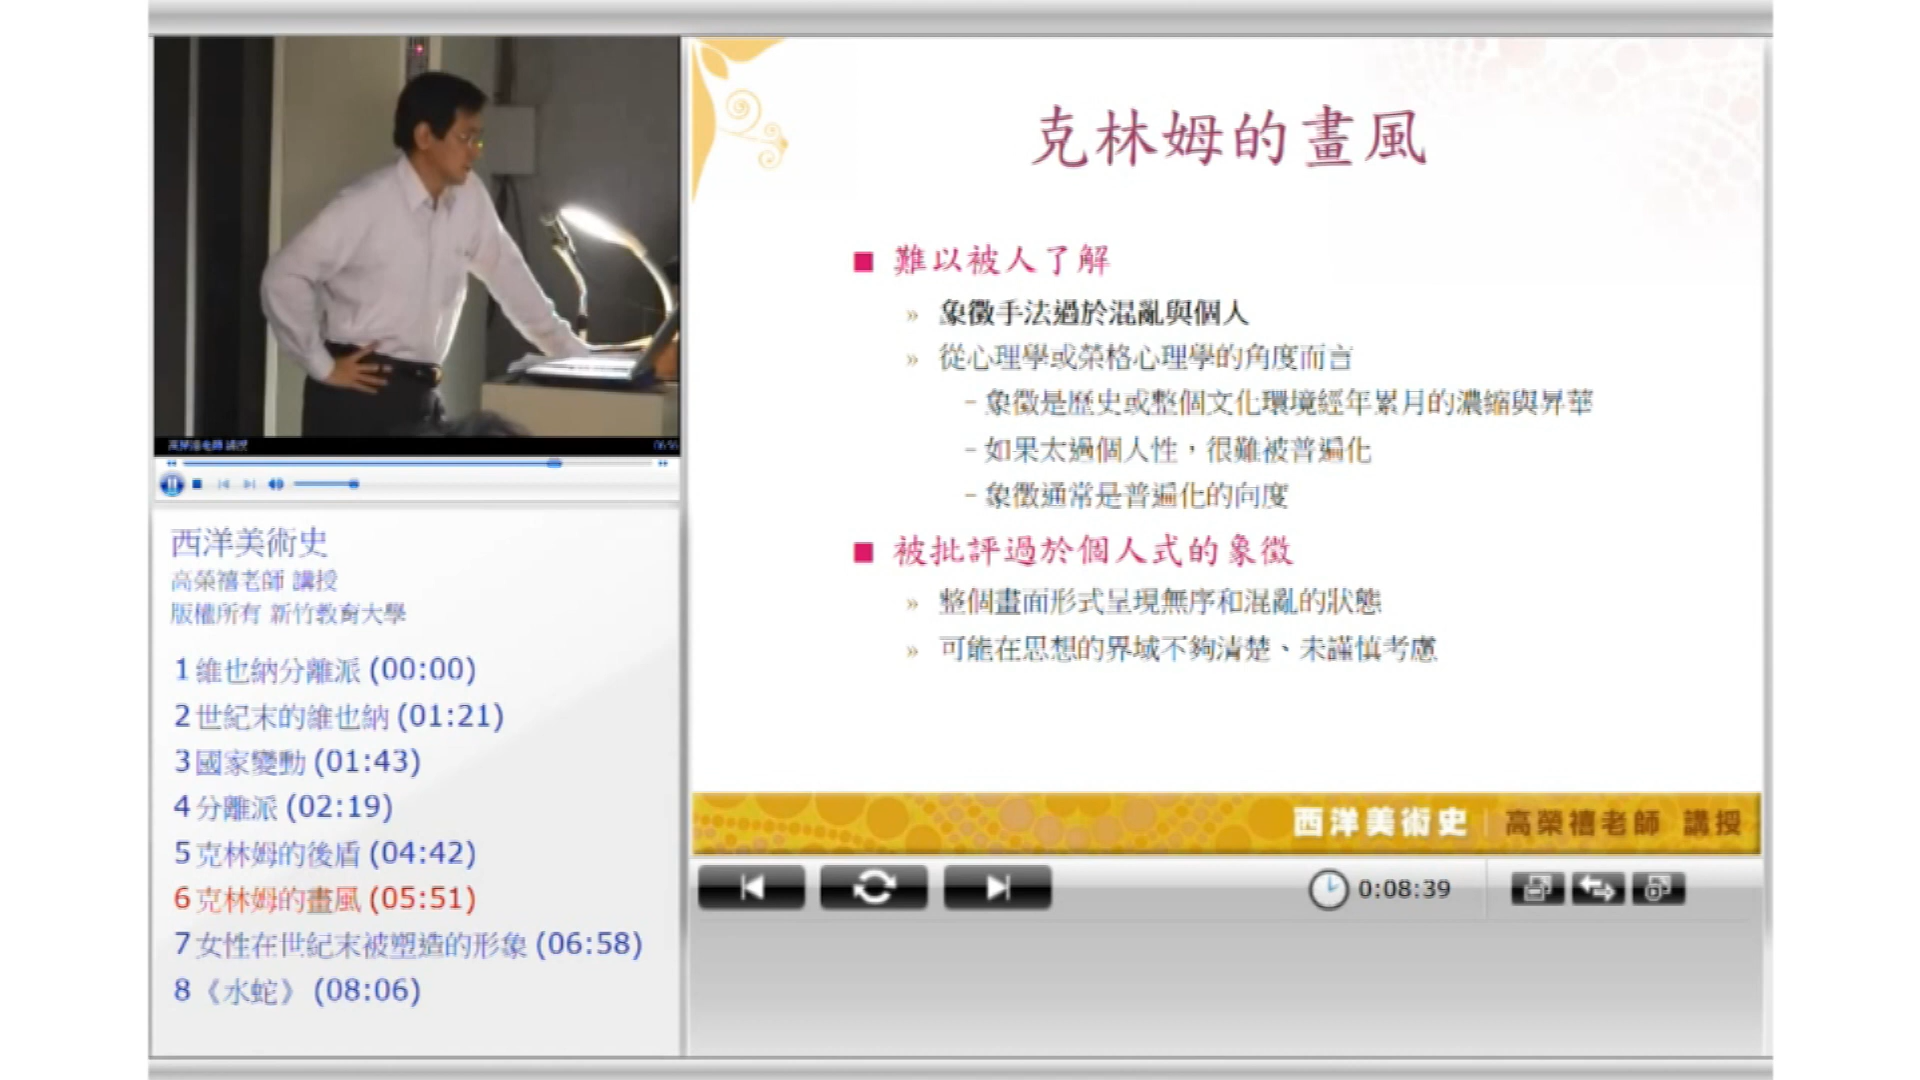 高榮禧老師 講授
06:56
西洋美術史
高榮禧老師 講授
版權所有 新竹教育大學
1 維也納分離派 (00:00)
2 世紀末的維也納 (01:21)
3 國家變動 (01:43)
4 分離派 (02:19)
5 克林姆的後盾 (04:42)
6 克林姆的畫風 (05:51)
7 女性在世紀末被塑造的形象 (06:58)
8 《水蛇》 (08:06)
克林姆的畫風
■ 難以被人了解
» 象徵手法過於混亂與個人
» 從心理學或榮格心理學的角度而言
- 象徵是歷史或整個文化環境經年累月的濃縮與昇華
- 如果太過個人性，很難被普遍化
- 象徵通常是普遍化的向度
■ 被批評過於個人式的象徵
» 整個畫面形式呈現無序和混亂的狀態
» 可能在思想的界域不夠清楚、未謹慎考慮
西洋美術史 | 高榮禧老師 講授
0:08:39